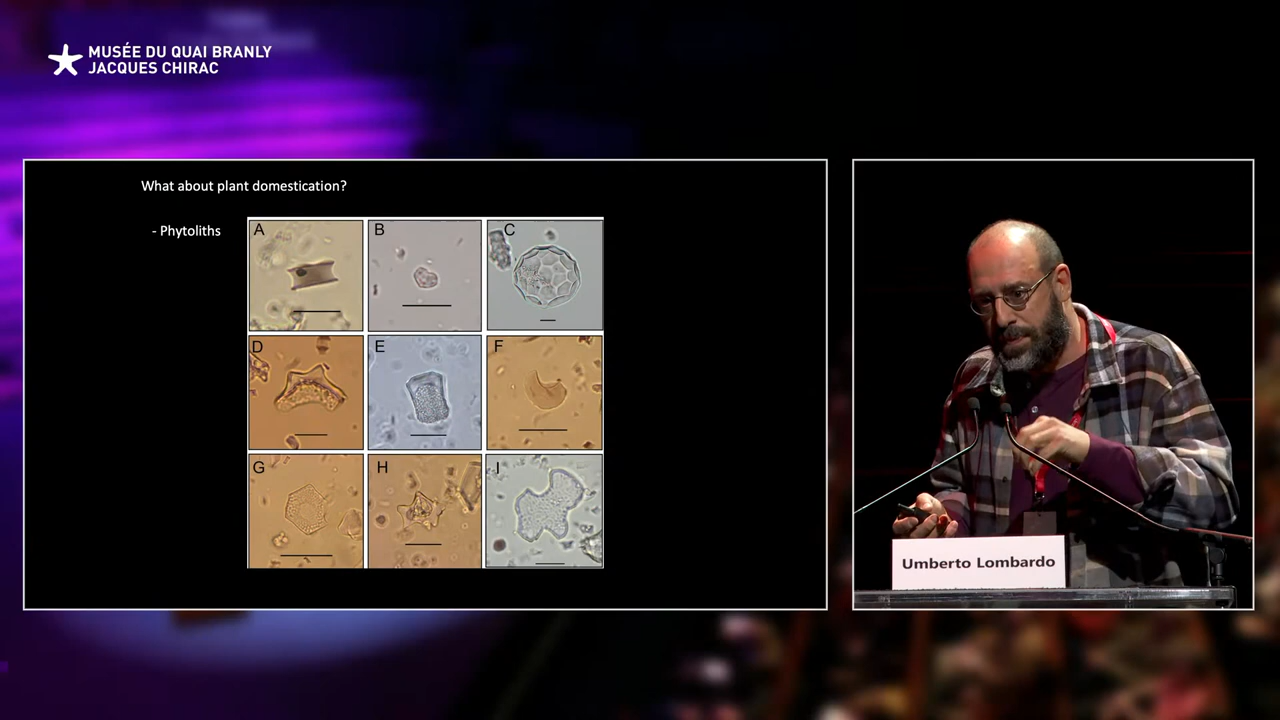 MUSÉE DU QUAI BRANLY
JACQUES CHIRAC
What about plant domestication?
- Phytoliths
A
B
C
D
E
F
G
H
I
Umberto Lombardo